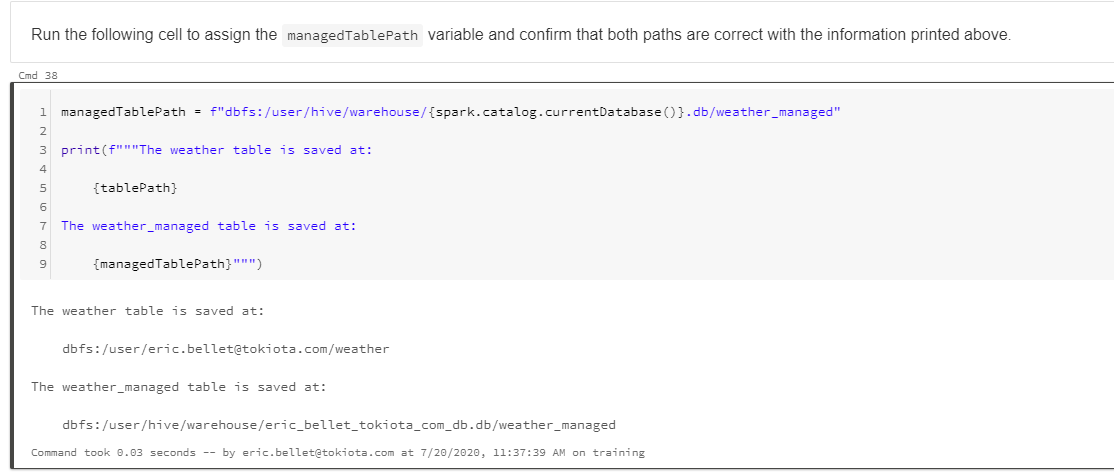 Run the following cell to assign the managedTablePath variable and confirm that both paths are correct with the information printed above.
Cmd 38
1 managedTablePath = f"dbfs:/user/hive/warehouse/{spark.catalog.currentDatabase()}.db/weather_managed"
2
3 print(f"""The weather table is saved at:
4
5     {tablePath}
6
7 The weather_managed table is saved at:
8
9     {managedTablePath}""")
The weather table is saved at:
    dbfs:/user/eric.bellet@tokiota.com/weather
The weather_managed table is saved at:
    dbfs:/user/hive/warehouse/eric_bellet_tokiota_com_db.db/weather_managed
Command took 0.03 seconds -- by eric.bellet@tokiota.com at 7/20/2020, 11:37:39 AM on training